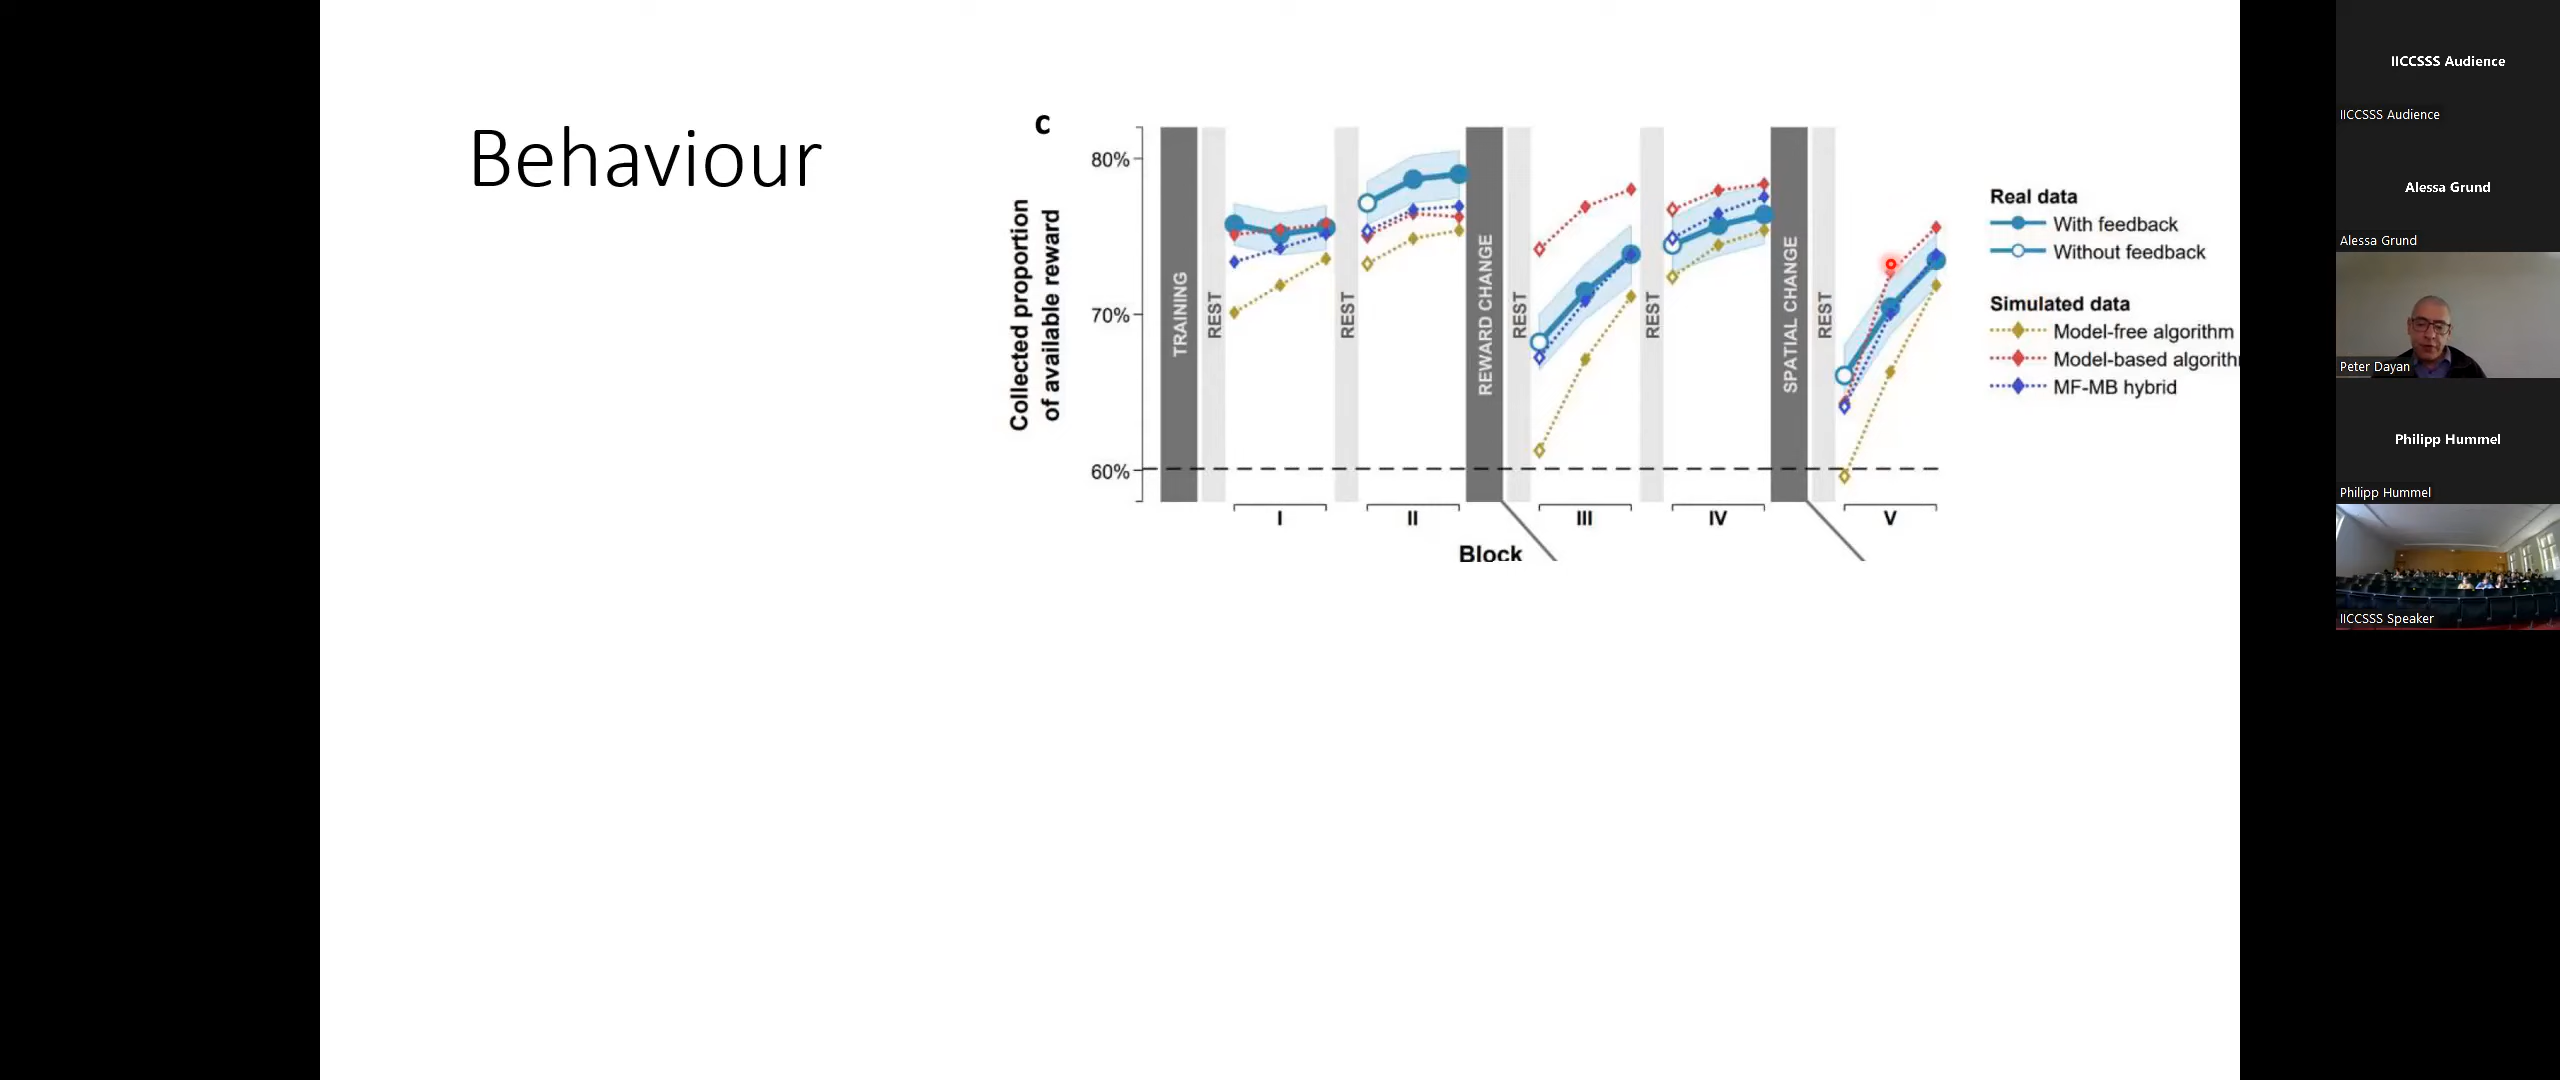 Behaviour
c
Collected proportion
of available reward
80%
70%
60%
TRAINING
REST
REST
REWARD CHANGE
REST
REST
SPATIAL CHANGE
REST
I
II
III
IV
V
Block
Real data
With feedback
Without feedback
Simulated data
Model-free algorithm
Model-based algorith
MF-MB hybrid
IICCSSS Audience
IICCSSS Audience
Alessa Grund
Alessa Grund
Peter Dayan
Philipp Hummel
Philipp Hummel
IICCSSS Speaker